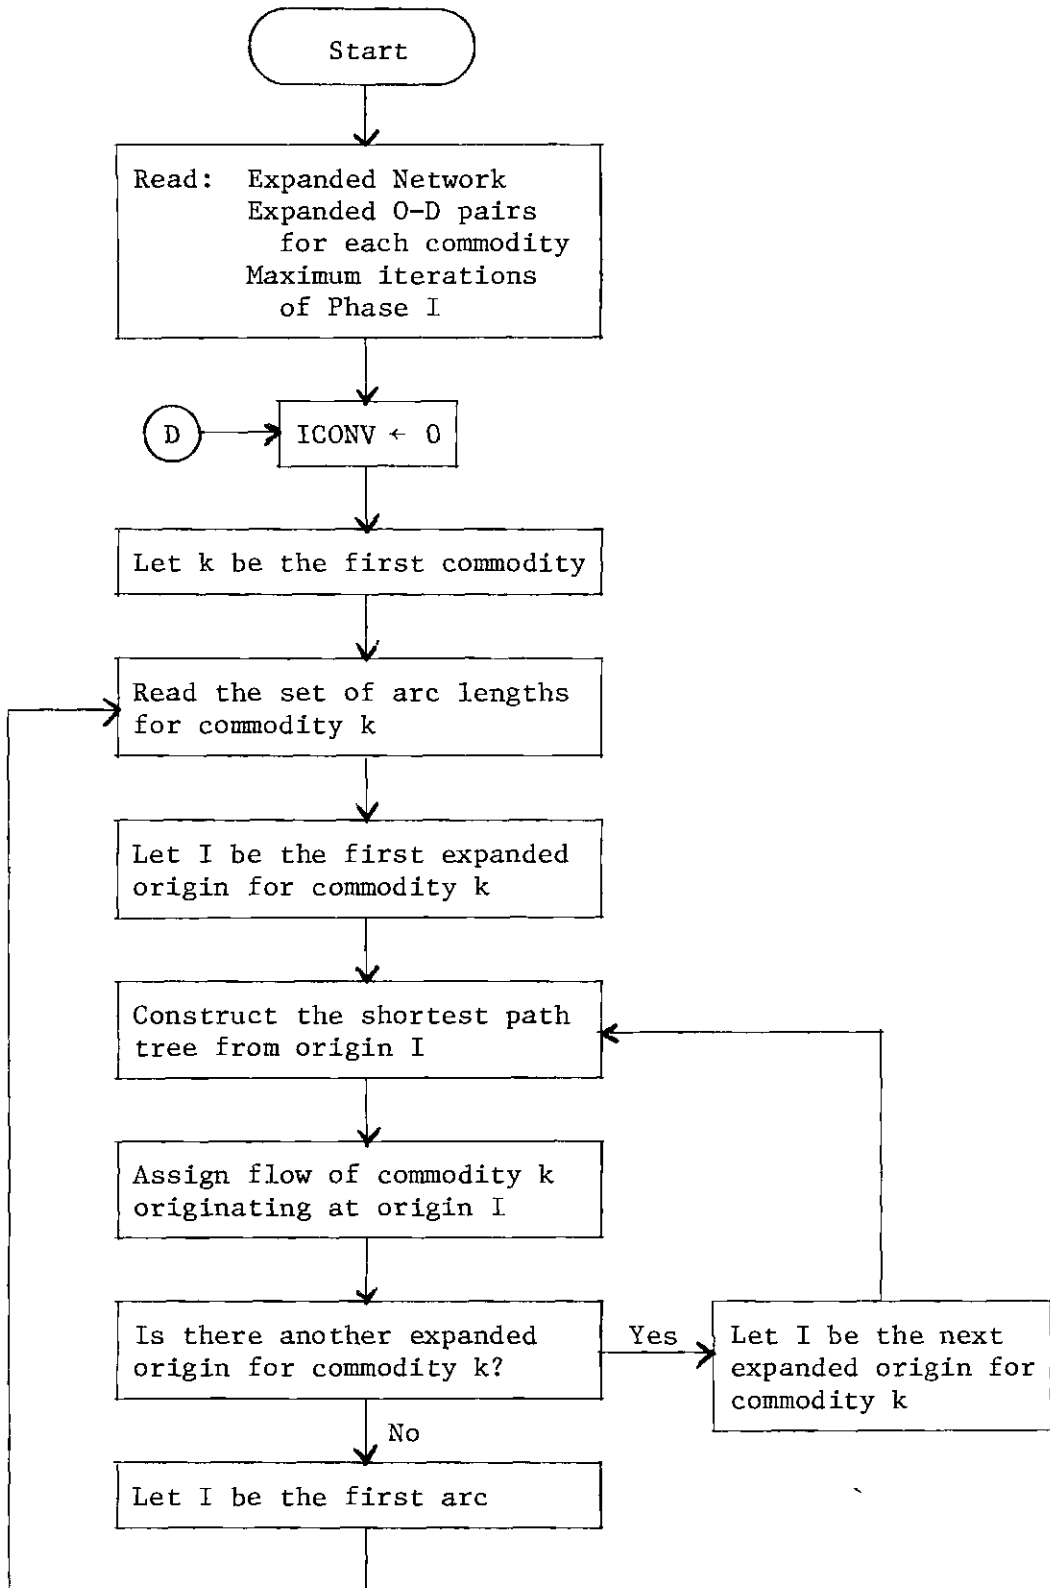 Start
Read: Expanded Network
Expanded O-D pairs
for each commodity
Maximum iterations
of Phase I
D
ICONV ← 0
Let k be the first commodity
Read the set of arc lengths
for commodity k
Let I be the first expanded
origin for commodity k
Construct the shortest path
tree from origin I
Assign flow of commodity k
originating at origin I
Is there another expanded
origin for commodity k?
Yes
Let I be the next
expanded origin for
commodity k
No
Let I be the first arc